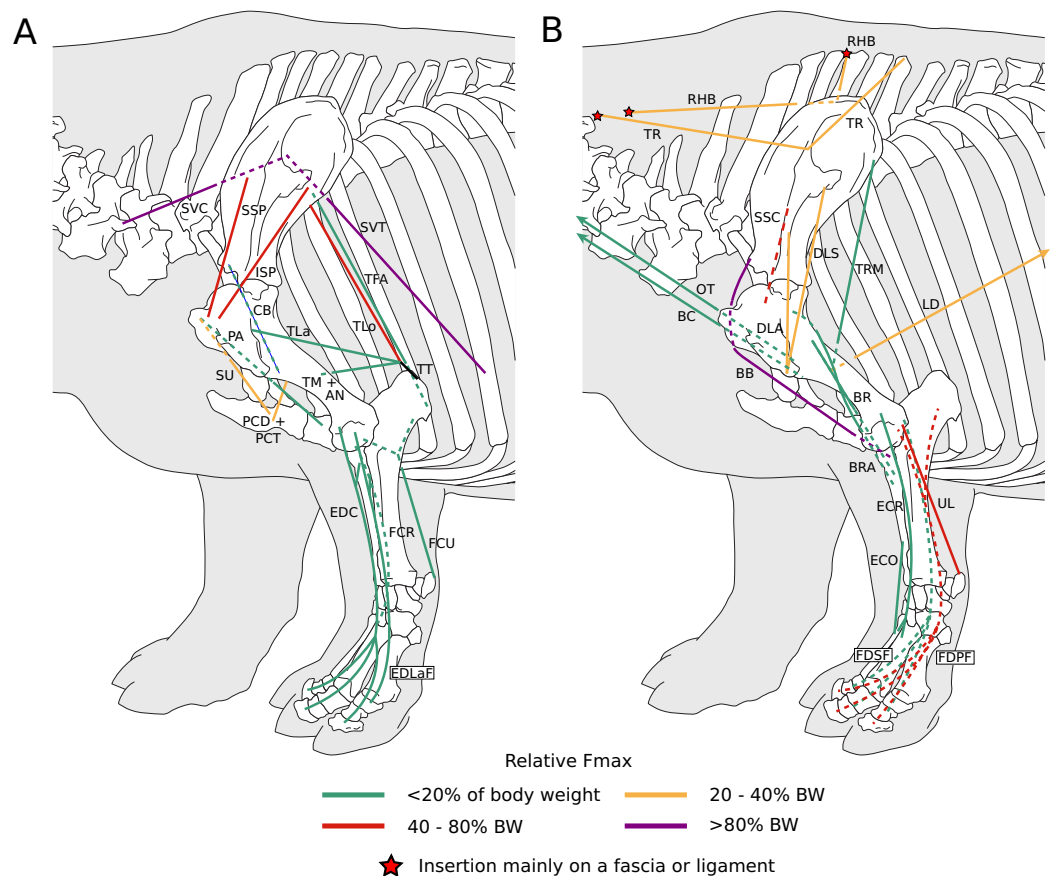 A
SVC
SSP
SVT
ISP
TFA
CB
PA
TLa
TLo
TT
SU
TM +
AN
PCD +
PCT
EDC
FCR
FCU
EDLaF
B
RHB
RHB
TR
TR
SSC
DLS
TRM
OT
LD
BC
DLA
BB
BR
BRA
ECR
UL
ECO
FDSF
FDPF
Relative Fmax
<20% of body weight
20 - 40% BW
40 - 80% BW
>80% BW
Insertion mainly on a fascia or ligament